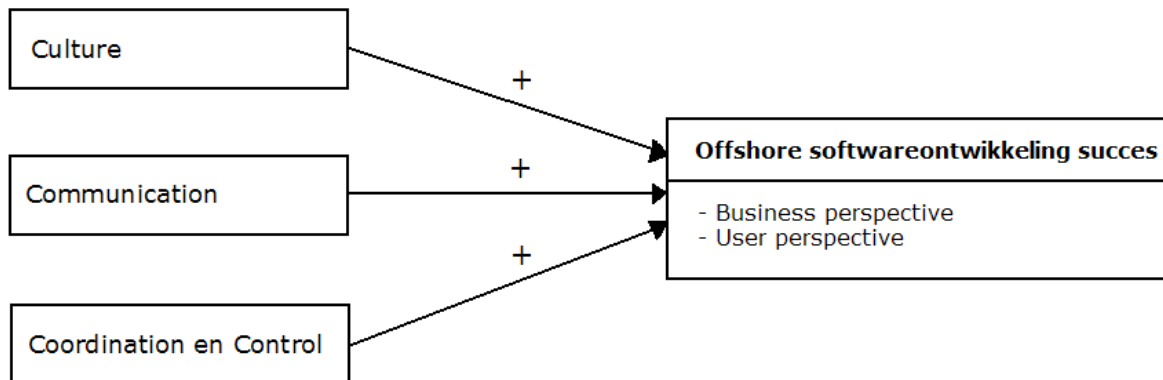 Culture
+
Communication
+
Coordination en Control
+
Offshore softwareontwikkeling succes
- Business perspective
- User perspective